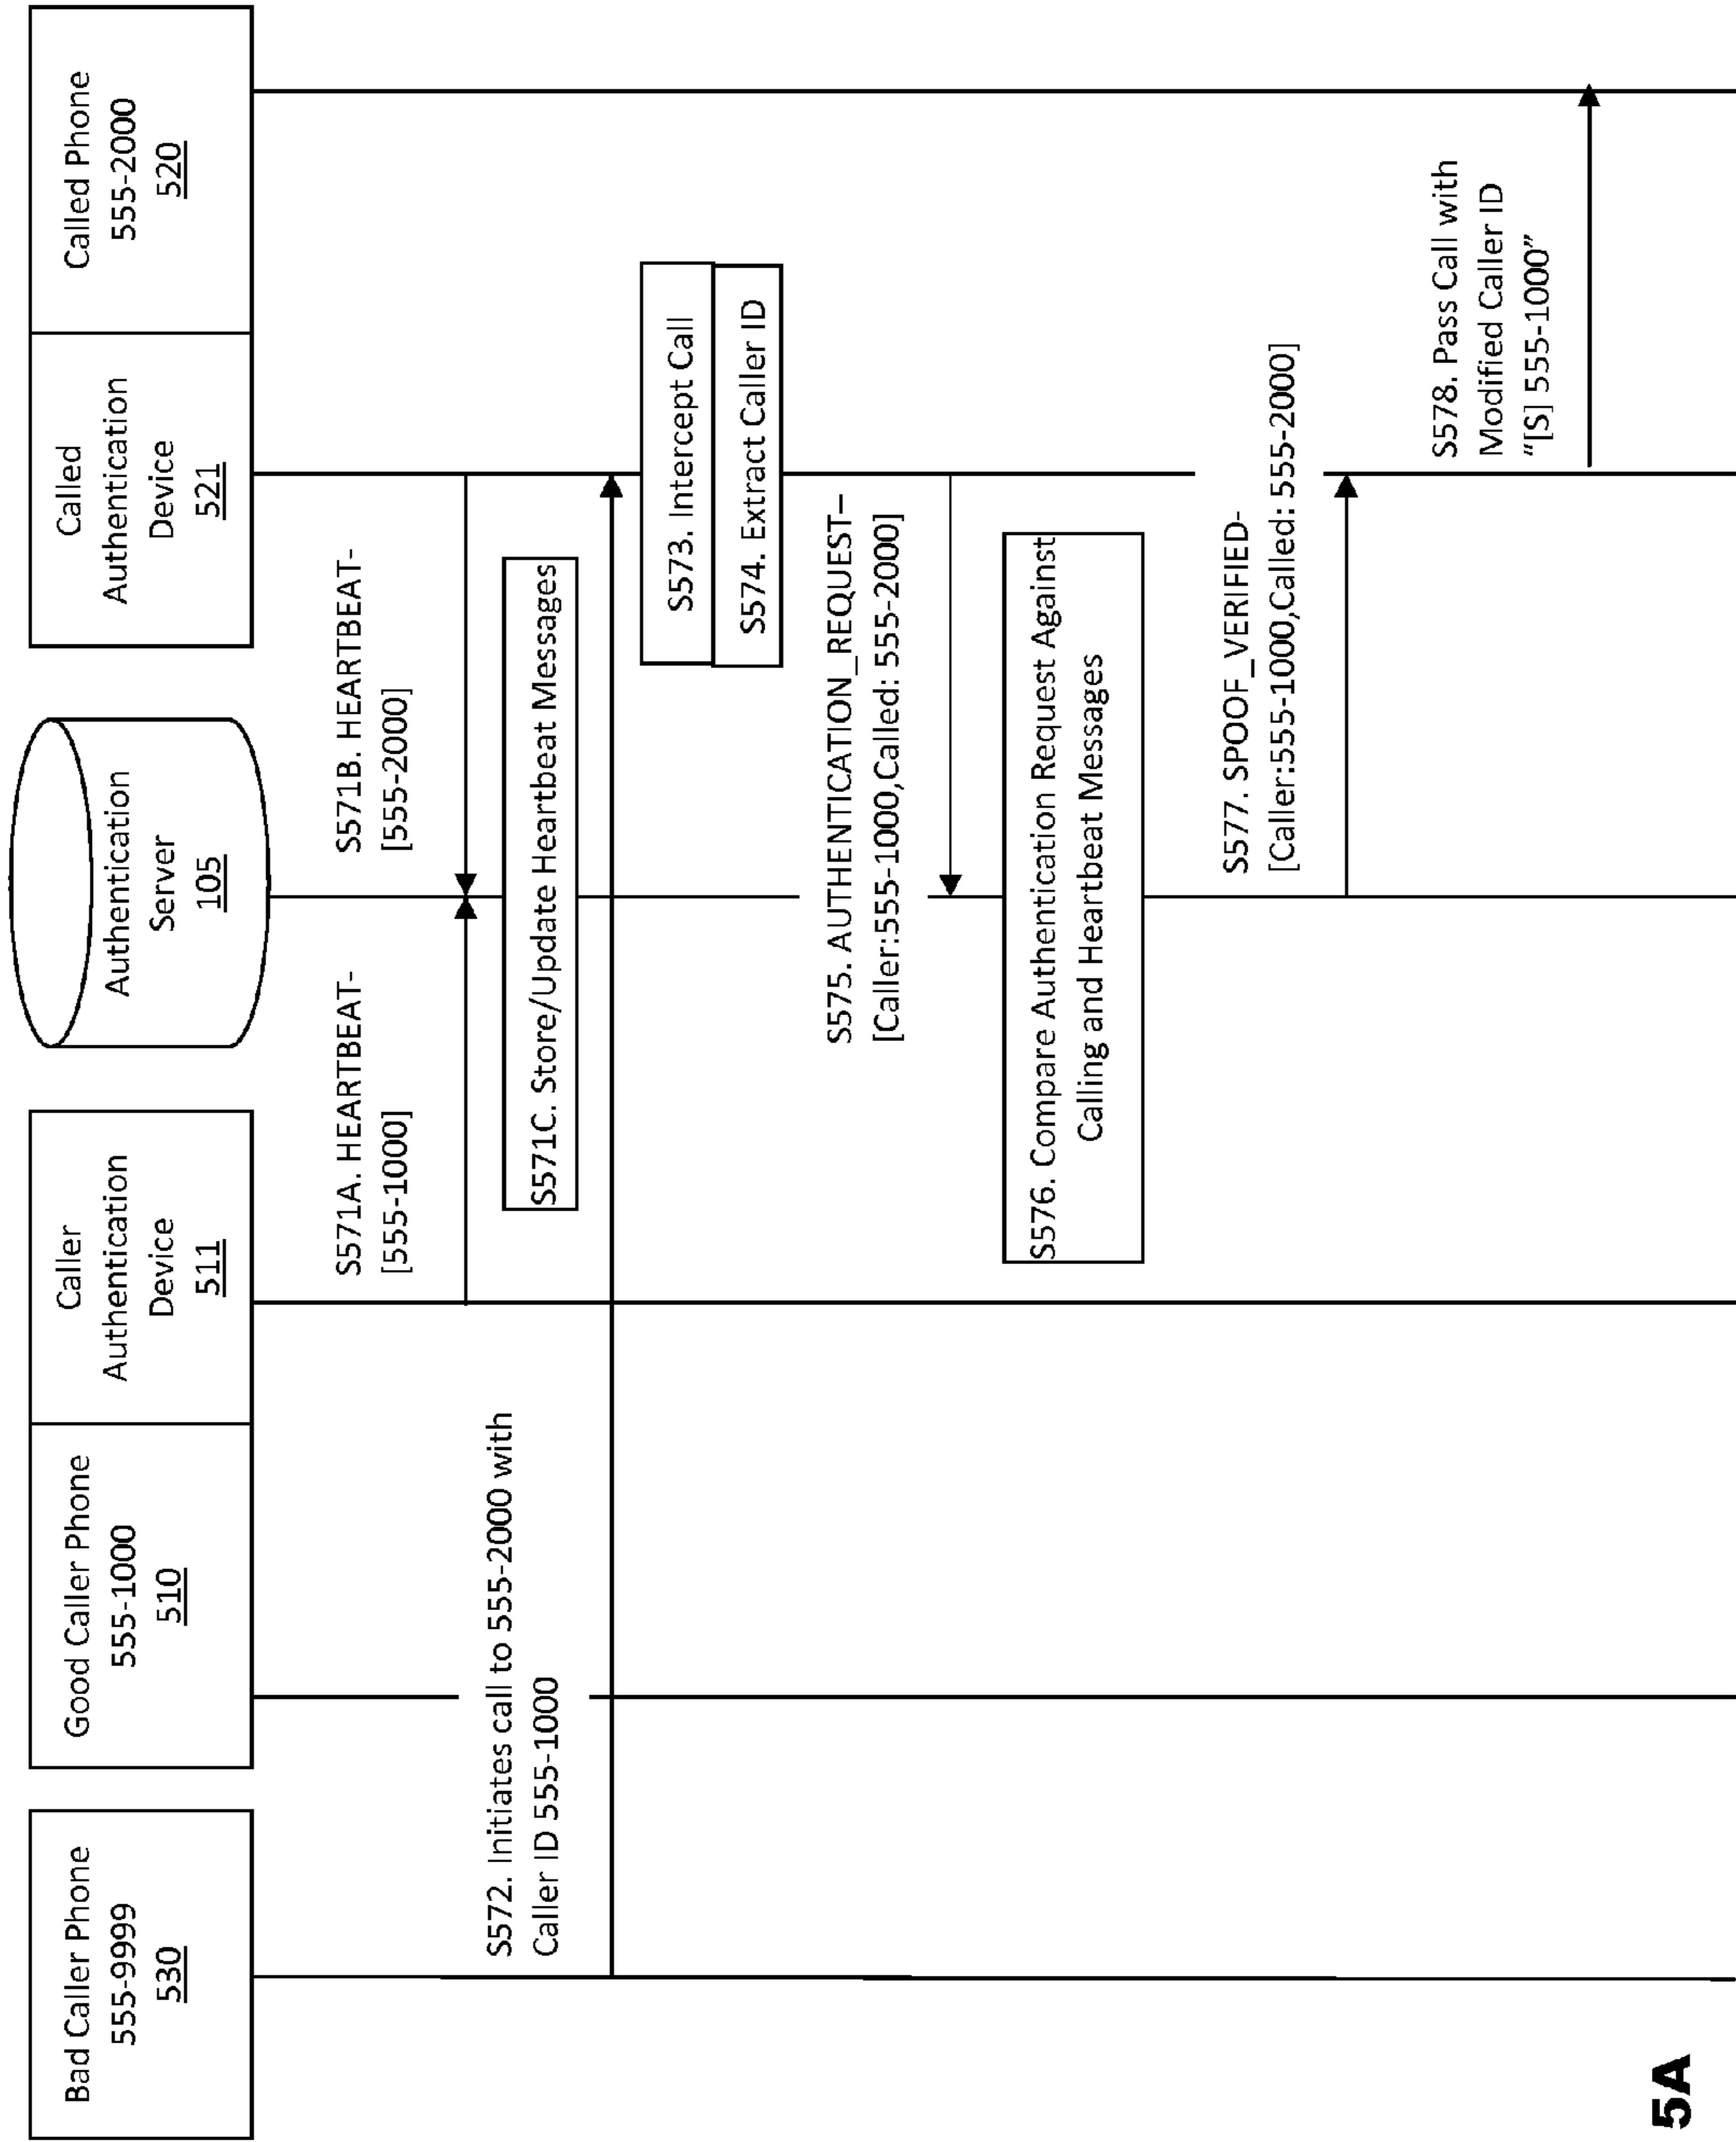 Bad Caller Phone
555-9999
530
Good Caller Phone
555-1000
510
Caller
Authentication
Device
511
Authentication
Server
105
Called
Authentication
Device
521
Called Phone
555-2000
520
S571A. HEARTBEAT-
[555-1000]
S571B. HEARTBEAT-
[555-2000]
S571C. Store/Update Heartbeat Messages
S572. Initiates call to 555-2000 with
Caller ID 555-1000
S573. Intercept Call
S574. Extract Caller ID
S575. AUTHENTICATION_REQUEST–
[Caller:555-1000,Called: 555-2000]
S576. Compare Authentication Request Against
Calling and Heartbeat Messages
S577. SPOOF_VERIFIED-
[Caller:555-1000,Called: 555-2000]
S578. Pass Call with
Modified Caller ID
“[S] 555-1000”
5A